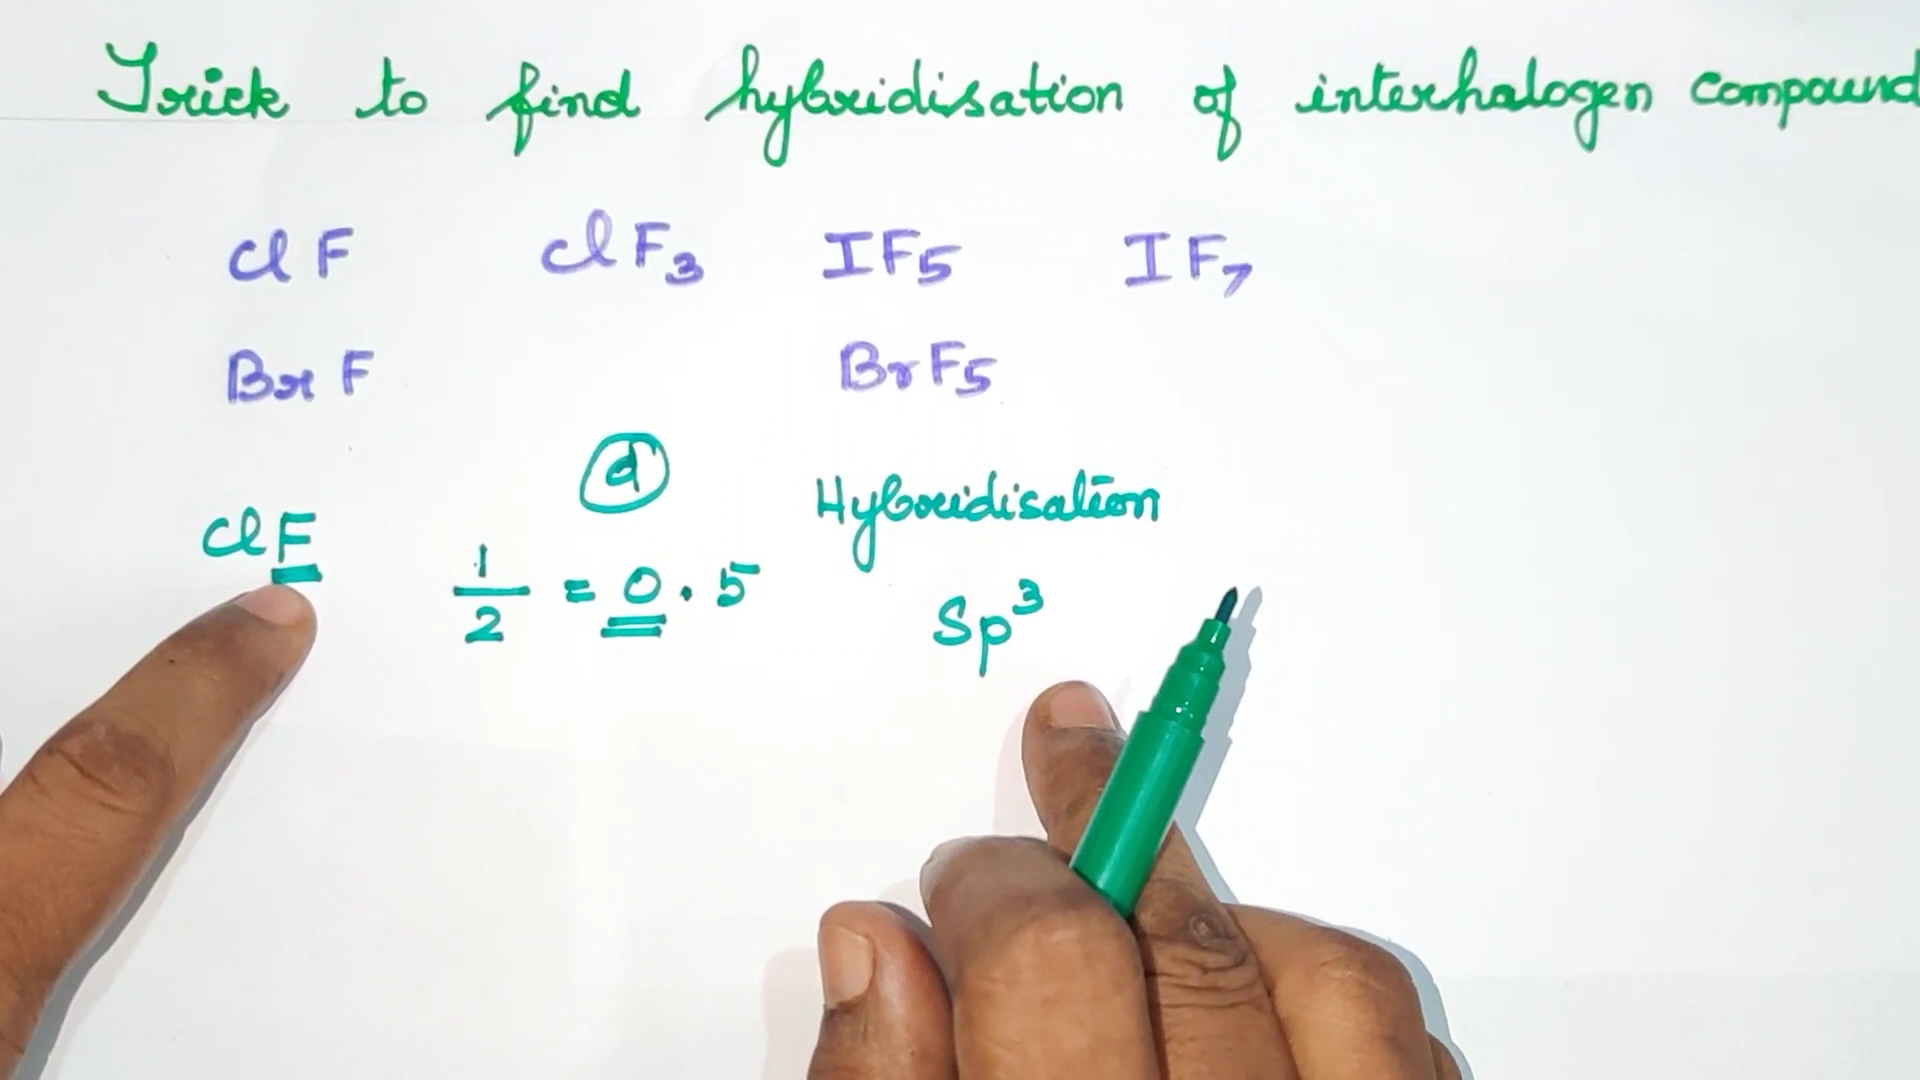 Trick to find hybridisation of interhalogen compound
ClF ClF₃ IF₅ IF₇
BrF BrF₅
d Hybridisation
ClF 1/2 = 0.5 Sp³